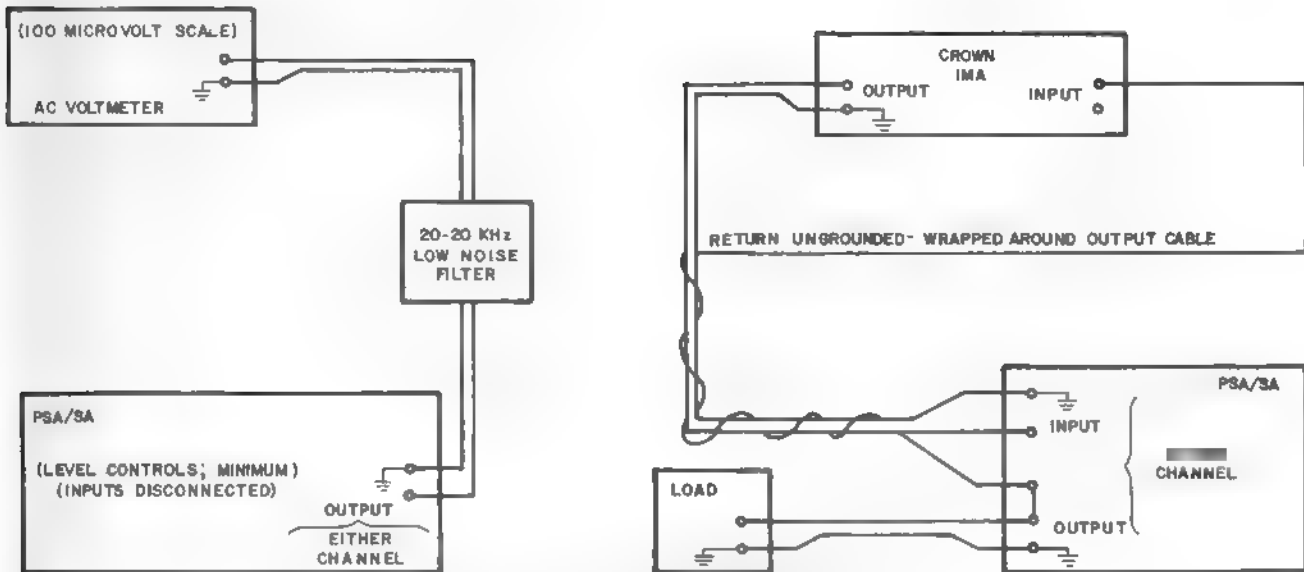 (100 MICROVOLT SCALE)
AC VOLTMETER
20-20 KHz
LOW NOISE
FILTER
PSA/SA
(LEVEL CONTROLS; MINIMUM)
(INPUTS DISCONNECTED)
OUTPUT
EITHER
CHANNEL
CROWN
IMA
OUTPUT
INPUT
RETURN UNGROUNDED- WRAPPED AROUND OUTPUT CABLE
PSA/SA
INPUT
CHANNEL
OUTPUT
LOAD